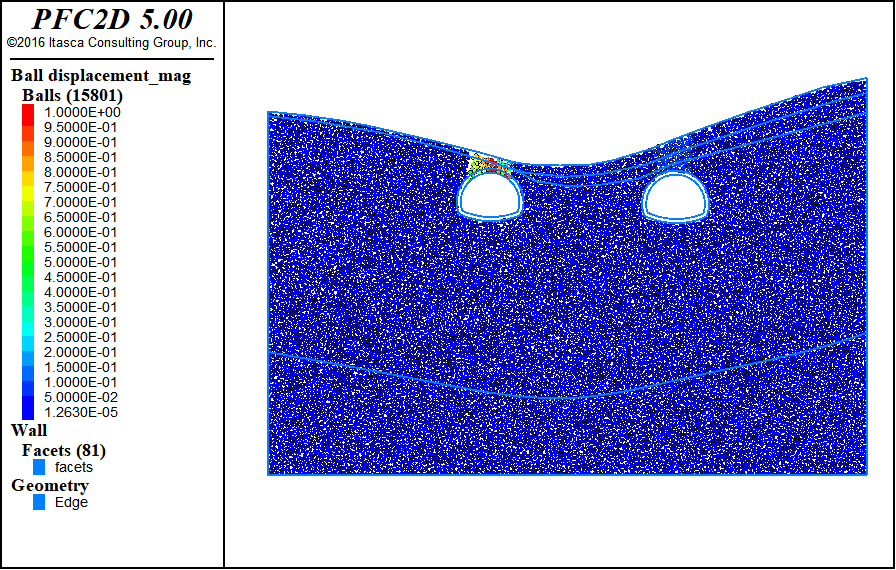 PFC2D 5.00
©2016 Itasca Consulting Group, Inc.
Ball displacement_mag
Balls (15801)
1.0000E+00
9.5000E-01
9.0000E-01
8.5000E-01
8.0000E-01
7.5000E-01
7.0000E-01
6.5000E-01
6.0000E-01
5.5000E-01
5.0000E-01
4.5000E-01
4.0000E-01
3.5000E-01
3.0000E-01
2.5000E-01
2.0000E-01
1.5000E-01
1.0000E-01
5.0000E-02
1.2630E-05
Wall
Facets (81)
facets
Geometry
Edge